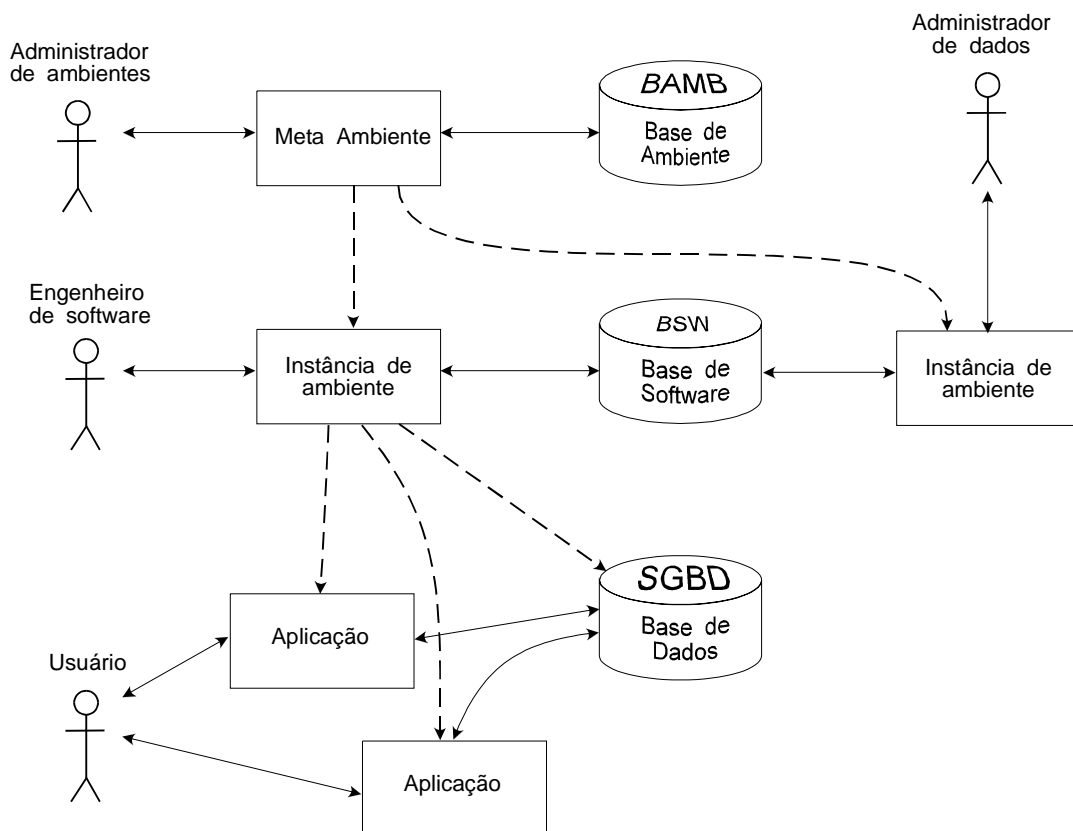 Administrador
de ambientes
Administrador
de dados
Meta Ambiente
BAMB
Base de
Ambiente
Engenheiro
de software
Instância de
ambiente
BSW
Base de
Software
Instância de
ambiente
SGBD
Base de
Dados
Aplicação
Usuário
Aplicação